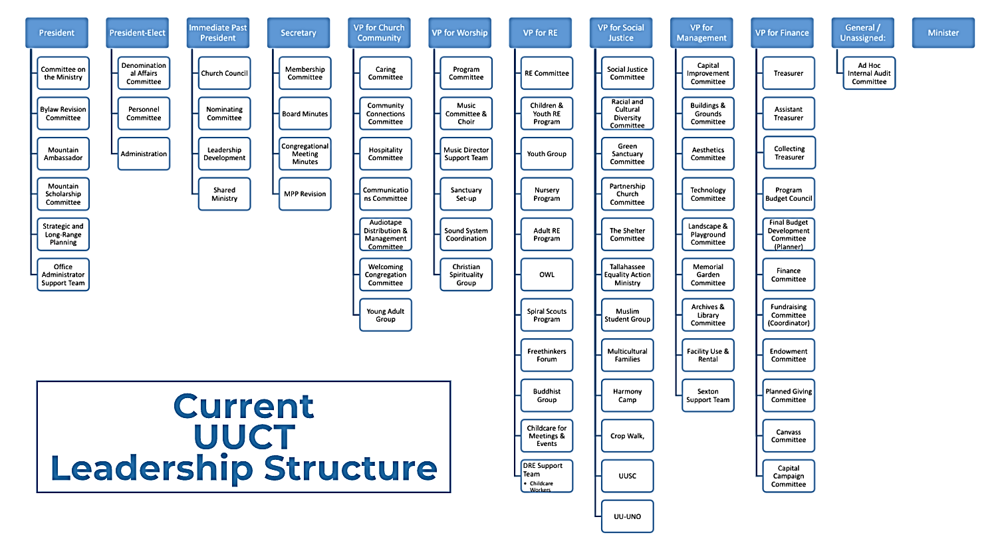 President
Committee on
the Ministry
Bylaw Revision
Committee
Mountain
Ambassador
Mountain
Scholarship
Committee
Strategic and
Long-Range
Planning
Office
Administrator
Support Team
President-Elect
Denomination
al Affairs
Committee
Personnel
Committee
Administration
Immediate Past
President
Church Council
Nominating
Committee
Leadership
Development
Shared
Ministry
Secretary
Membership
Committee
Board Minutes
Congregational
Meeting
Minutes
MPP Revision
VP for Church
Community
Caring
Committee
Community
Connections
Committee
Hospitality
Committee
Communicatio
ns Committee
Audiotape
Distribution &
Management
Committee
Welcoming
Congregation
Committee
Young Adult
Group
VP for Worship
Program
Committee
Music
Committee &
Choir
Music Director
Support Team
Sanctuary
Set-up
Sound System
Coordination
Christian
Spirituality
Group
VP for RE
RE Committee
Children &
Youth RE
Program
Youth Group
Nursery
Program
Adult RE
Program
OWL
Spiral Scouts
Program
Freethinkers
Forum
Buddhist
Group
Childcare for
Meetings &
Events
DRE Support
Team
• Childcare
Workers
VP for Social
Justice
Social Justice
Committee
Racial and
Cultural
Diversity
Committee
Green
Sanctuary
Committee
Partnership
Church
Committee
The Shelter
Committee
Tallahassee
Equality Action
Ministry
Muslim
Student Group
Multicultural
Families
Harmony
Camp
Crop Walk,
UUSC
UU-UNO
VP for
Management
Capital
Improvement
Committee
Buildings &
Grounds
Committee
Aesthetics
Committee
Technology
Committee
Landscape &
Playground
Committee
Memorial
Garden
Committee
Archives &
Library
Committee
Facility Use &
Rental
Sexton
Support Team
VP for Finance
Treasurer
Assistant
Treasurer
Collecting
Treasurer
Program
Budget Council
Final Budget
Development
Committee
(Planner)
Finance
Committee
Fundraising
Committee
(Coordinator)
Endowment
Committee
Planned Giving
Committee
Canvass
Committee
Capital
Campaign
Committee
General /
Unassigned:
Ad Hoc
Internal Audit
Committee
Minister
Current
UUCT
Leadership Structure